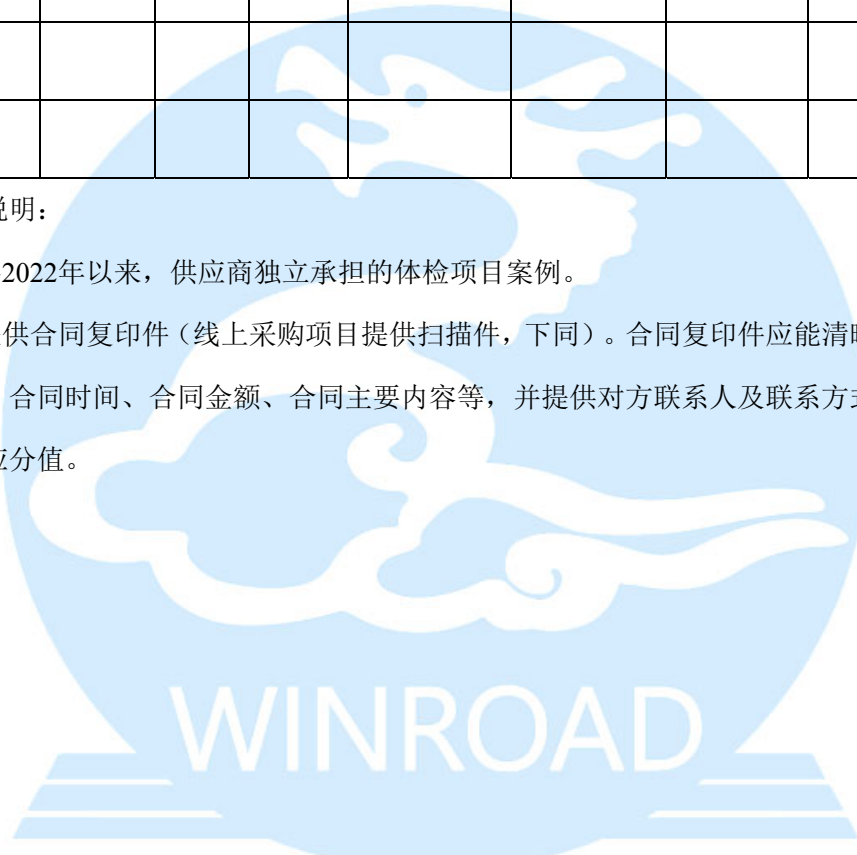 说明：
2022年以来，供应商独立承担的体检项目案例。
供合同复印件（线上采购项目提供扫描件，下同）。合同复印件应能清
合同时间、合同金额、合同主要内容等，并提供对方联系人及联系方
应分值。
WINROAD